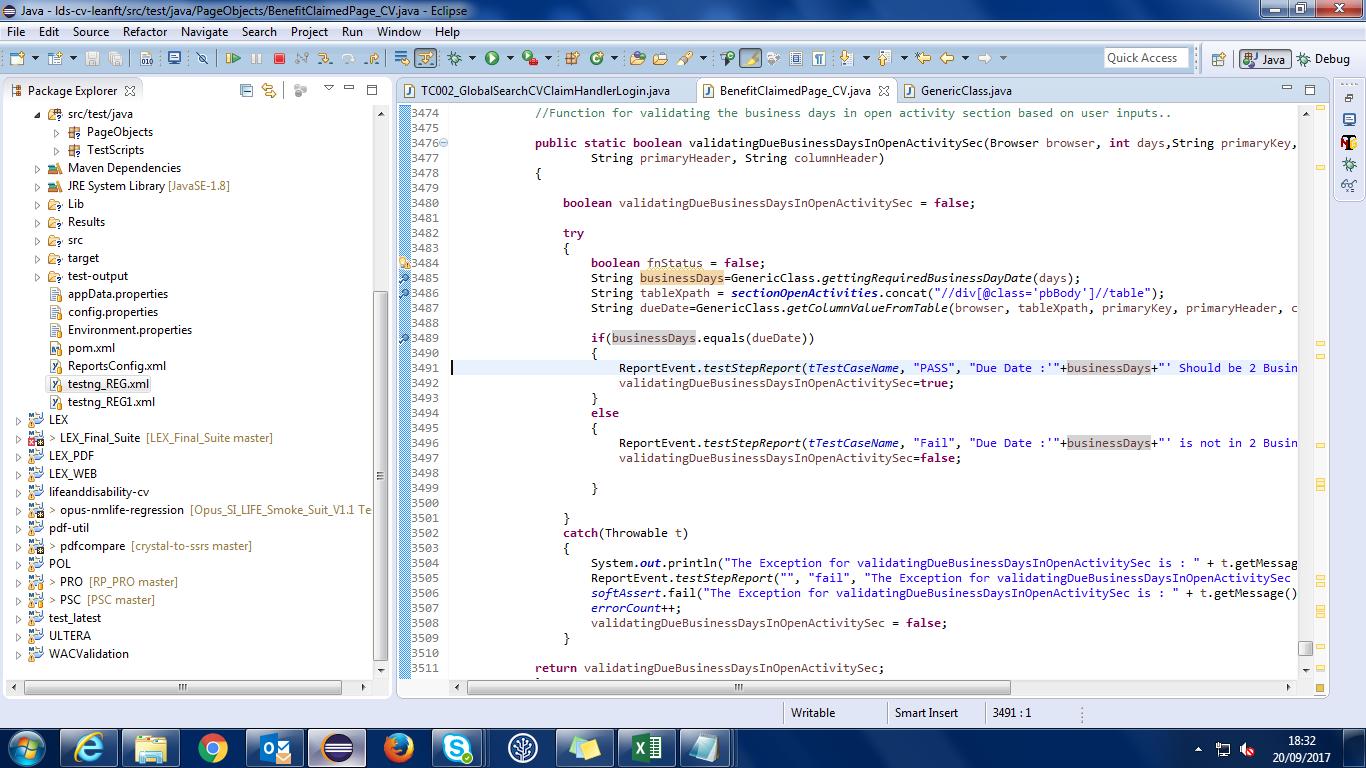 Java - lds-cv-leanft/src/test/java/PageObjects/BenefitClaimedPage_CV.java - Eclipse
File Edit Source Refactor Navigate Search Project Run Window Help
Quick Access
Java
Debug
Package Explorer
src/test/java
PageObjects
TestScripts
Maven Dependencies
JRE System Library [JavaSE-1.8]
Lib
Results
src
target
test-output
appData.properties
config.properties
Environment.properties
pom.xml
ReportsConfig.xml
testng_REG.xml
testng_REG1.xml
LEX
> LEX_Final_Suite [LEX_Final_Suite master]
LEX_PDF
LEX_WEB
lifeanddisability-cv
> opus-nmlife-regression [Opus_SI_LIFE_Smoke_Suit_V1.1 Te
pdf-util
> pdfcompare [crystal-to-ssrs master]
POL
> PRO [RP_PRO master]
> PSC [PSC master]
test_latest
ULTERA
WACValidation
TC002_GlobalSearchCVClaimHandlerLogin.java
BenefitClaimedPage_CV.java
GenericClass.java
3474 //Function for validating the business days in open activity section based on user inputs..
3475
3476 public static boolean validatingDueBusinessDaysInOpenActivitySec(Browser browser, int days,String primaryKey,
3477 String primaryHeader, String columnHeader)
3478 {
3479
3480 boolean validatingDueBusinessDaysInOpenActivitySec = false;
3481
3482 try
3483 {
3484 boolean fnStatus = false;
3485 String businessDays=GenericClass.gettingRequiredBusinessDayDate(days);
3486 String tableXpath = sectionOpenActivities.concat("//div[@class='pbBody']//table");
3487 String dueDate=GenericClass.getColumnValueFromTable(browser, tableXpath, primaryKey, primaryHeader, c
3488
3489 if(businessDays.equals(dueDate))
3490 {
3491 ReportEvent.testStepReport(tTestCaseName, "PASS", "Due Date :'"+businessDays+"' Should be 2 Busin
3492 validatingDueBusinessDaysInOpenActivitySec=true;
3493 }
3494 else
3495 {
3496 ReportEvent.testStepReport(tTestCaseName, "Fail", "Due Date :'"+businessDays+"' is not in 2 Busin
3497 validatingDueBusinessDaysInOpenActivitySec=false;
3498
3499 }
3500
3501 }
3502 catch(Throwable t)
3503 {
3504 System.out.println("The Exception for validatingDueBusinessDaysInOpenActivitySec is : " + t.getMessag
3505 ReportEvent.testStepReport("", "fail", "The Exception for validatingDueBusinessDaysInOpenActivitySec
3506 softAssert.fail("The Exception for validatingDueBusinessDaysInOpenActivitySec is : " + t.getMessage()
3507 errorCount++;
3508 validatingDueBusinessDaysInOpenActivitySec = false;
3509 }
3510
3511 return validatingDueBusinessDaysInOpenActivitySec;
Writable
Smart Insert
3491 : 1
18:32
20/09/2017